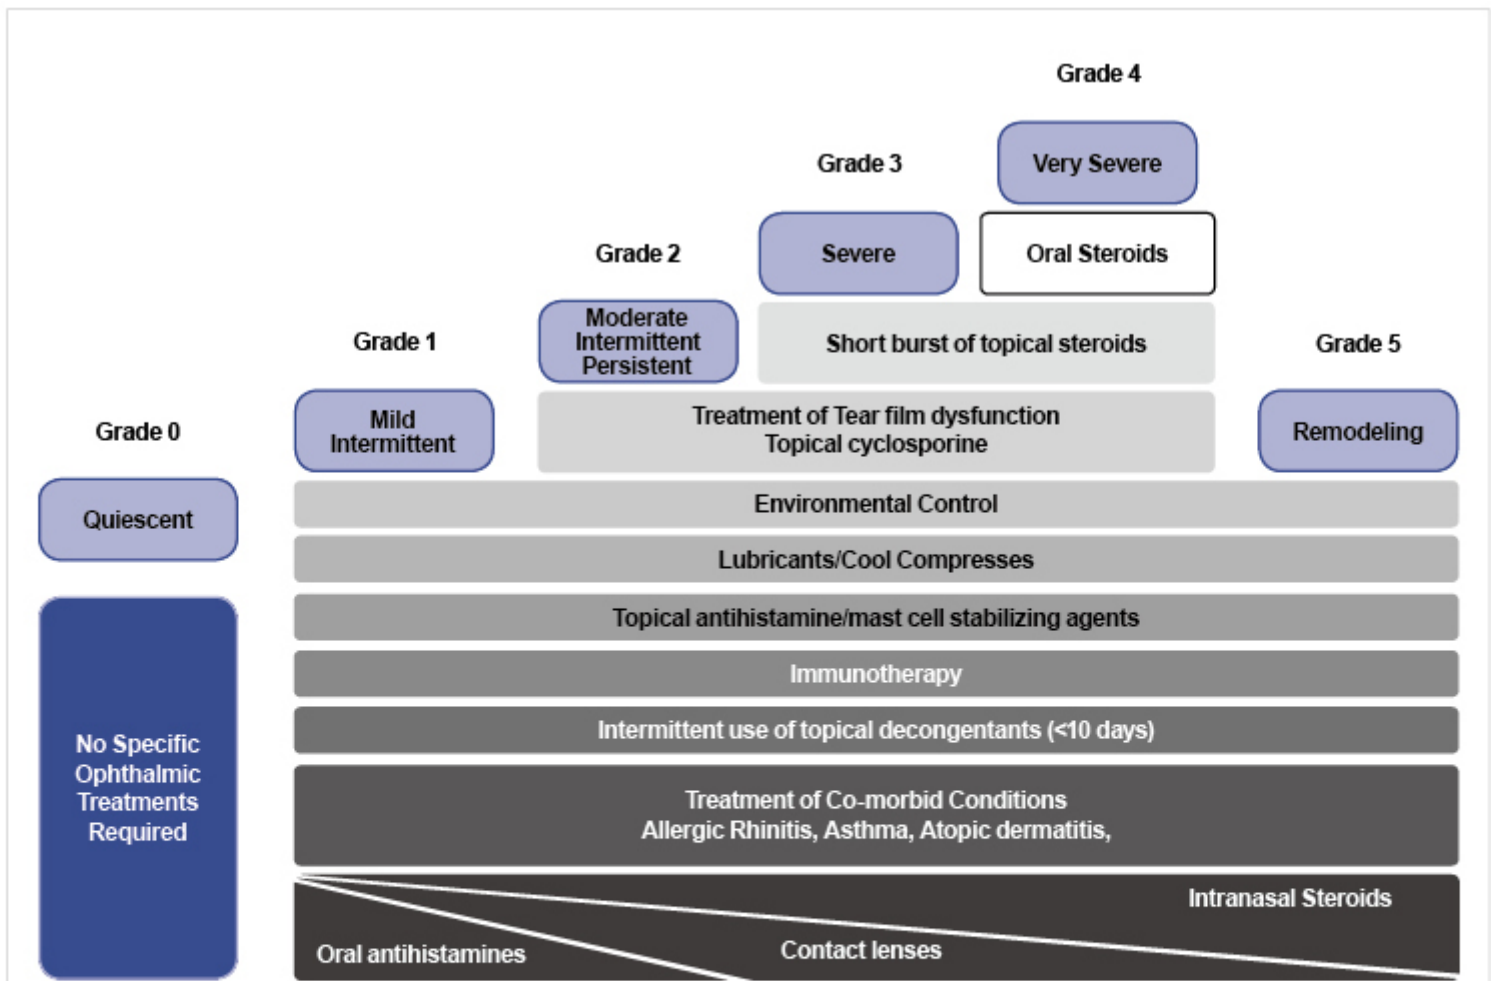 Grade 4
Very Severe
Grade 3
Severe
Oral Steroids
Grade 2
Moderate
Intermittent
Persistent
Short burst of topical steroids
Grade 1
Grade 5
Mild
Intermittent
Treatment of Tear film dysfunction
Topical cyclosporine
Remodeling
Grade 0
Quiescent
Environmental Control
Lubricants/Cool Compresses
Topical antihistamine/mast cell stabilizing agents
Immunotherapy
Intermittent use of topical decongentants (<10 days)
No Specific
Ophthalmic
Treatments
Required
Treatment of Co-morbid Conditions
Allergic Rhinitis, Asthma, Atopic dermatitis,
Intranasal Steroids
Contact lenses
Oral antihistamines